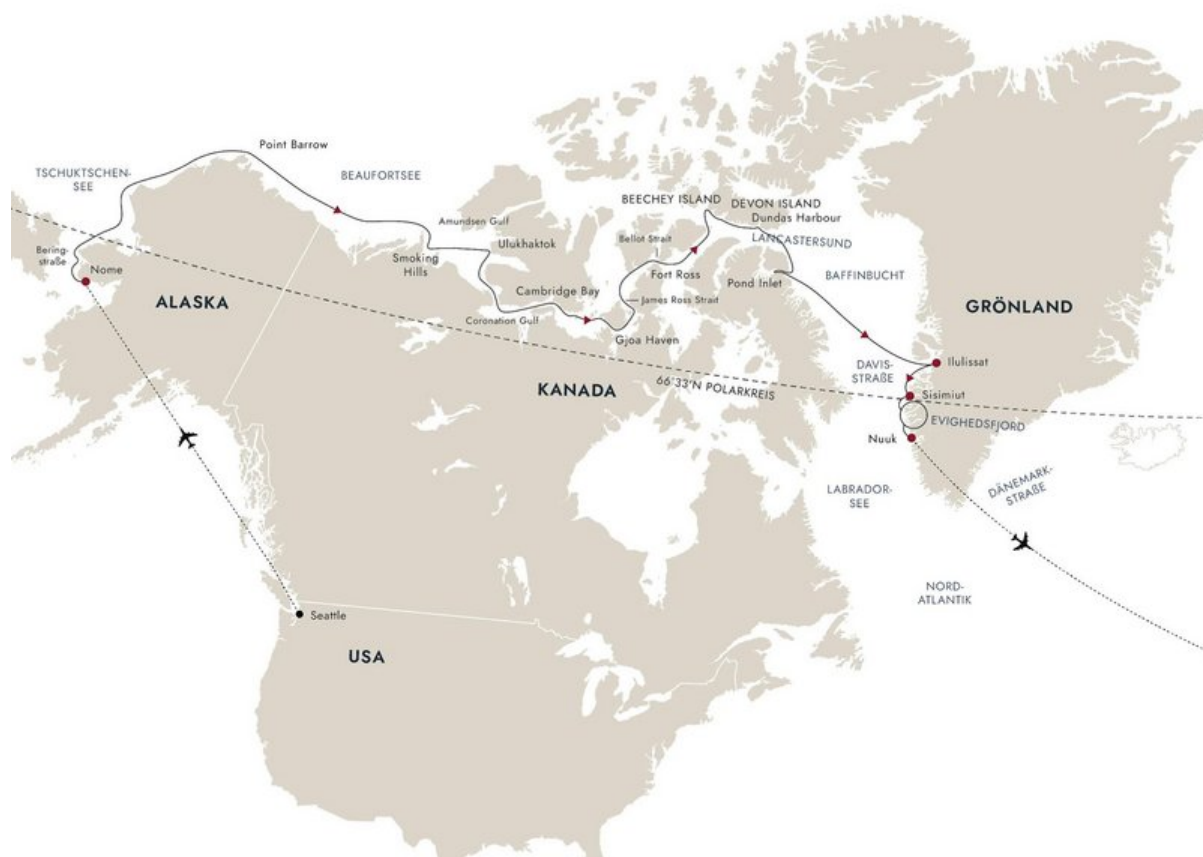 Point Barrow
TSCHUKTSCHEN-
SEE
BEAUFORTSEE
BEECHEY ISLAND
DEVON ISLAND
Dundas Harbour
Amundsen Gulf
LANCASTERSUND
Bellot Strait
Ulukhaktok
Bering-
straße
Smoking
Hills
Nome
Fort Ross
BAFFINBUCHT
Pond Inlet
Cambridge Bay
ALASKA
James Ross Strait
GRÖNLAND
Coronation Gulf
Gjoa Haven
Ilulissat
DAVIS-
STRAßE
KANADA
66°33'N POLARKREIS
Sisimiut
EVIGHEDSFJORD
Nuuk
LABRADOR-
SEE
DÄNEMARK-
STRAßE
NORD-
ATLANTIK
Seattle
USA